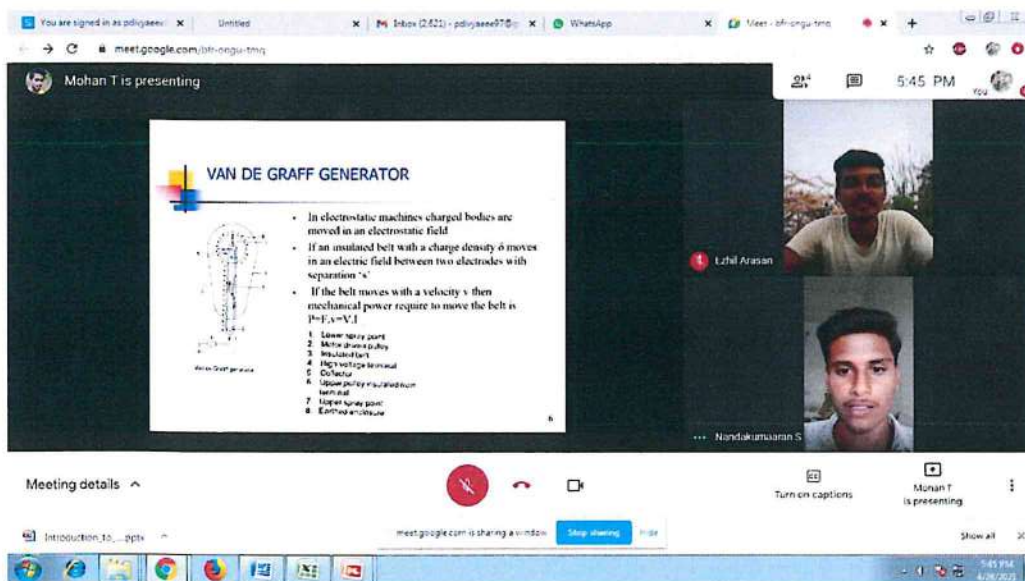 You are signed in as pdivyaeee
Untitled
Inbox (2,621) - pdivyaeee97@
WhatsApp
Meet - bfr-ongu-tmq
meet.google.com/bfr-ongu-tmq
Mohan T is presenting
5:45 PM
You
VAN DE GRAFF GENERATOR
In electrostatic machines charged bodies are
moved in an electrostatic field
If an insulated belt with a charge density δ moves
in an electric field between two electrodes with
separation ‘s’
If the belt moves with a velocity v then
mechanical power require to move the belt is
P=F.v=V.I
1. Lower spray point
2. Motor driven pulley
3. Insulated belt
4. High voltage terminal
5. Collector
6. Upper pulley insulated from
terminal
7. Upper spray point
8. Earthed enclosure
6
Ezhil Arasan
Nandakumaaran S
Meeting details
Turn on captions
Mohan T
is presenting
Introduction_to_....pptx
meet.google.com is sharing a window
Stop sharing
Hide
Show all
5:45 PM